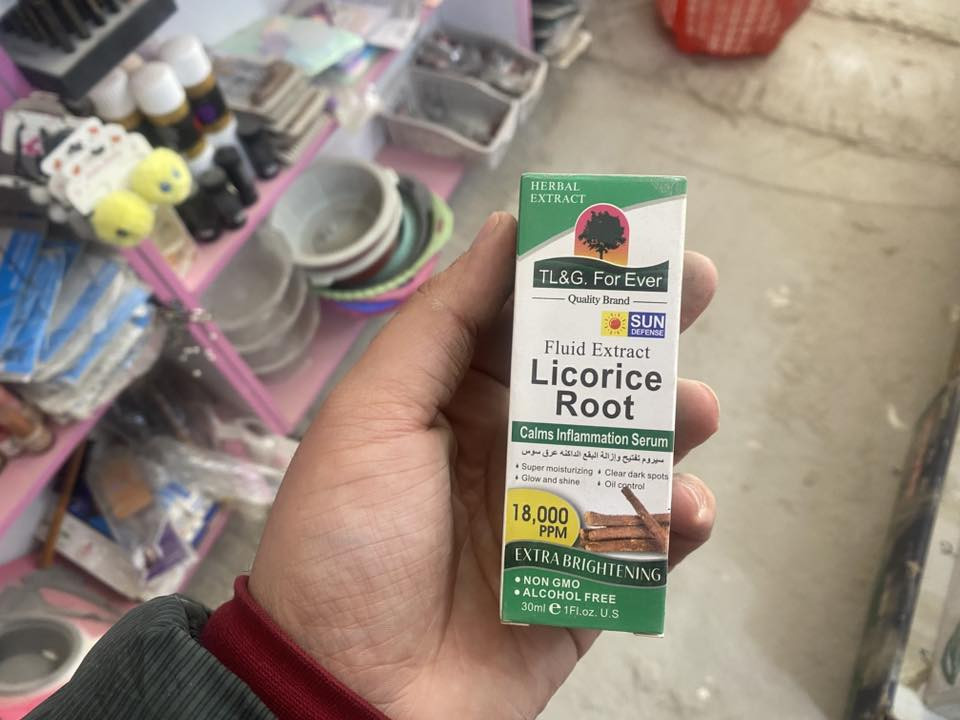 HERBAL
EXTRACT
TL&G. For Ever
Quality Brand
SUN
DEFENSE
Fluid Extract
Licorice
Root
Calms Inflammation Serum
سيروم تفتيح وازالة البقع الداكنه عرق سوس
Super moisturizing
Clear dark spots
Glow and shine
Oil control
18,000
PPM
EXTRA BRIGHTENING
NON GMO
ALCOHOL FREE
30ml e 1Fl.oz. U.S